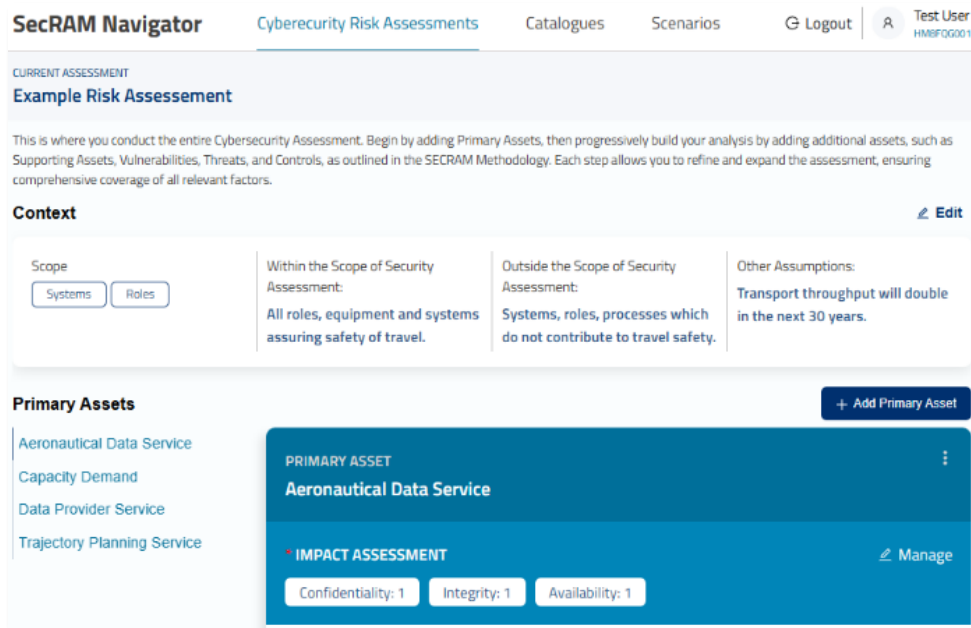 SecRAM Navigator
Cyberecurity Risk Assessments
Catalogues
Scenarios
Logout
Test User
HM8FQG001
CURRENT ASSESSMENT
Example Risk Assessement
This is where you conduct the entire Cybersecurity Assessment. Begin by adding Primary Assets, then progressively build your analysis by adding additional assets, such as
Supporting Assets, Vulnerabilities, Threats, and Controls, as outlined in the SECRAM Methodology. Each step allows you to refine and expand the assessment, ensuring
comprehensive coverage of all relevant factors.
Context
Edit
Scope
Systems
Roles
Within the Scope of Security
Assessment:
All roles, equipment and systems
assuring safety of travel.
Outside the Scope of Security
Assessment:
Systems, roles, processes which
do not contribute to travel safety.
Other Assumptions:
Transport throughput will double
in the next 30 years.
Primary Assets
+ Add Primary Asset
Aeronautical Data Service
Capacity Demand
Data Provider Service
Trajectory Planning Service
PRIMARY ASSET
Aeronautical Data Service
* IMPACT ASSESSMENT
Manage
Confidentiality: 1
Integrity: 1
Availability: 1